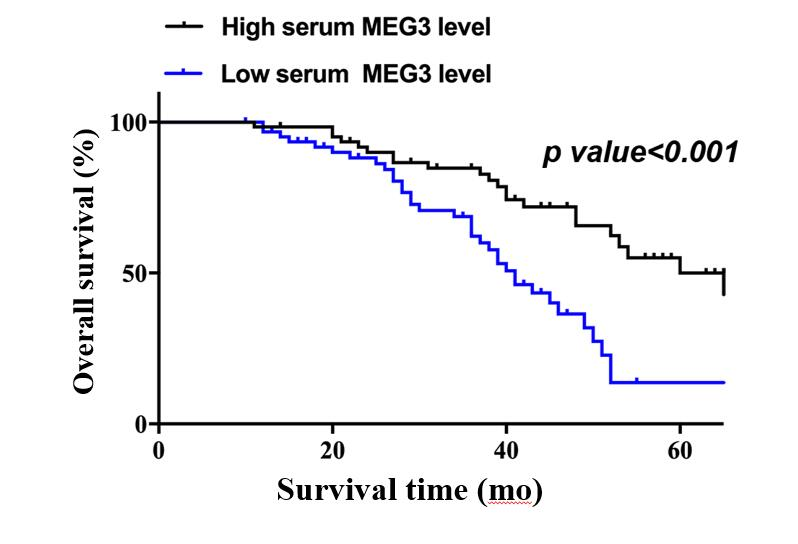 High serum MEG3 level
Low serum  MEG3 level
p value<0.001
Overall survival (%)
100
50
0
0 20 40 60
Survival time (mo)